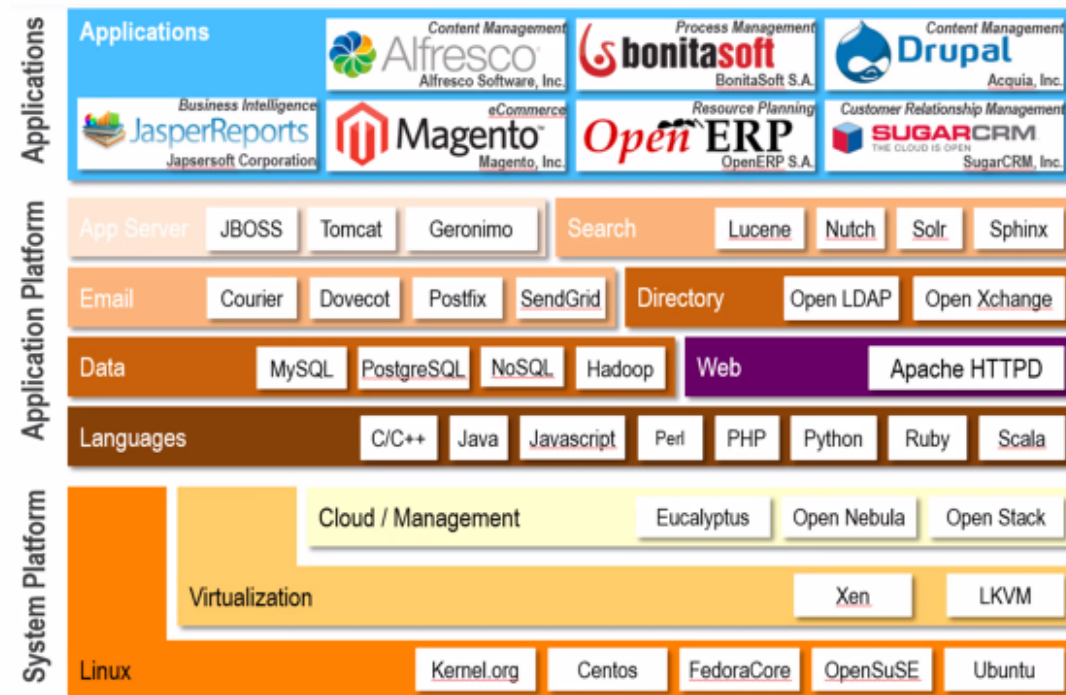 Applications
Applications
Content Management
Alfresco
Alfresco Software, Inc.
Process Management
bonitasoft
BonitaSoft S.A.
Content Management
Drupal
Acquia, Inc.
Business Intelligence
JasperReports
Japsersoft Corporation
eCommerce
Magento™
Magento, Inc.
Resource Planning
Open ERP
OpenERP S.A.
Customer Relationship Management
SUGARCRM
THE CLOUD IS OPEN
SugarCRM, Inc.
Application Platform
App Server JBOSS Tomcat Geronimo
Search Lucene Nutch Solr Sphinx
Email Courier Dovecot Postfix SendGrid
Directory Open LDAP Open Xchange
Data MySQL PostgreSQL NoSQL Hadoop
Web Apache HTTPD
Languages C/C++ Java Javascript Perl PHP Python Ruby Scala
System Platform
Cloud / Management Eucalyptus Open Nebula Open Stack
Virtualization Xen LKVM
Linux Kernel.org Centos FedoraCore OpenSuSE Ubuntu